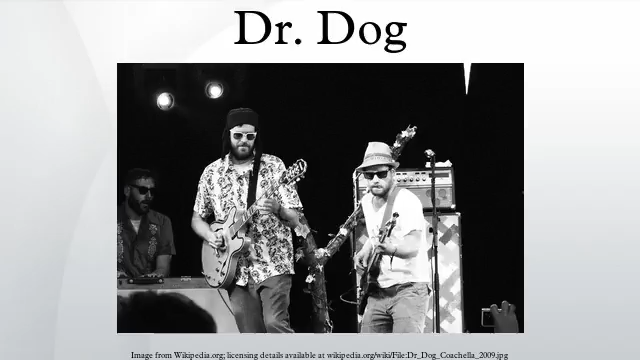 Dr. Dog
Image from Wikipedia.org; licensing details available at wikipedia.org/wiki/File:Dr_Dog_Coachella_2009.jpg